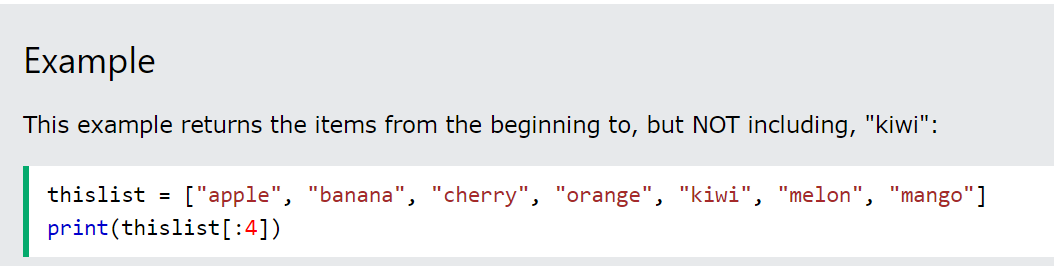 Example
This example returns the items from the beginning to, but NOT including, "kiwi":
thislist = ["apple", "banana", "cherry", "orange", "kiwi", "melon", "mango"]
print(thislist[:4])